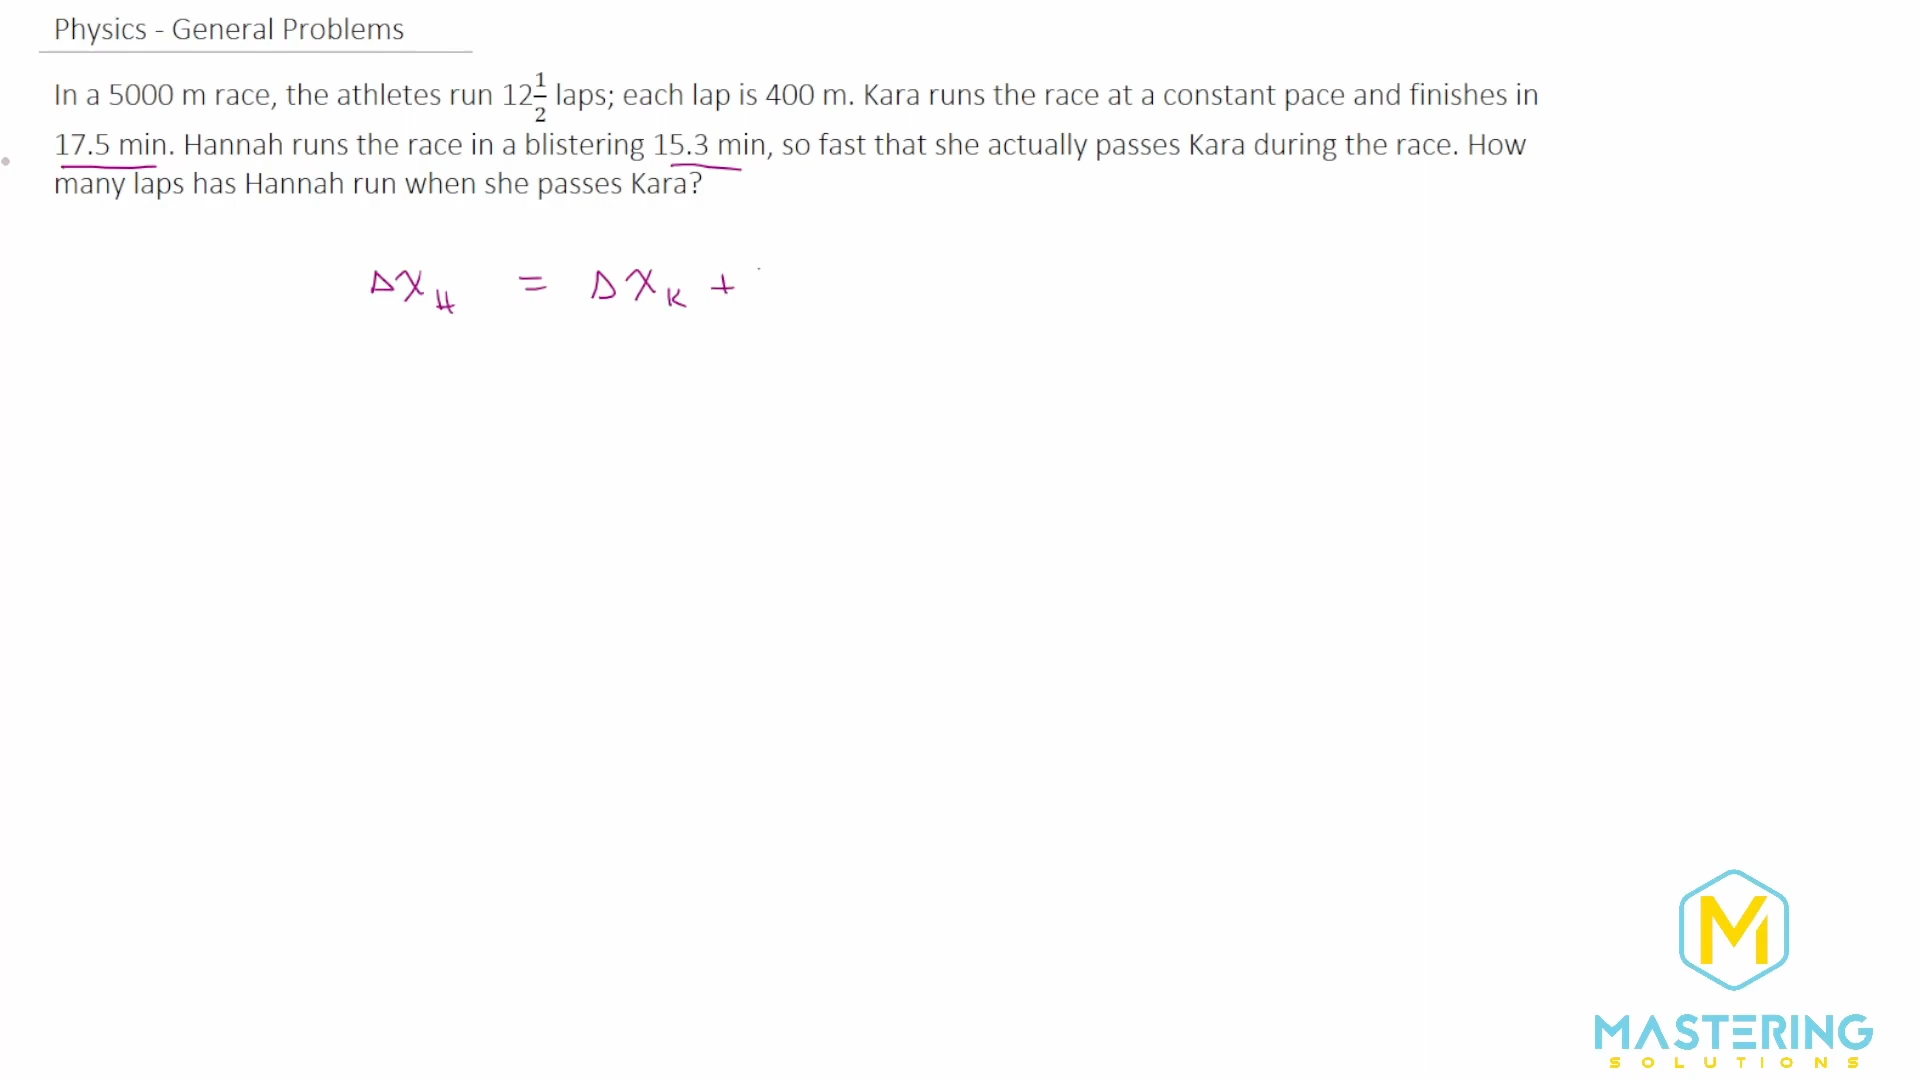 Physics - General Problems
In a 5000 m race, the athletes run 12 1/2 laps; each lap is 400 m. Kara runs the race at a constant pace and finishes in
17.5 min. Hannah runs the race in a blistering 15.3 min, so fast that she actually passes Kara during the race. How
many laps has Hannah run when she passes Kara?
Δx_H = Δx_K +
M
MASTERING
SOLUTIONS